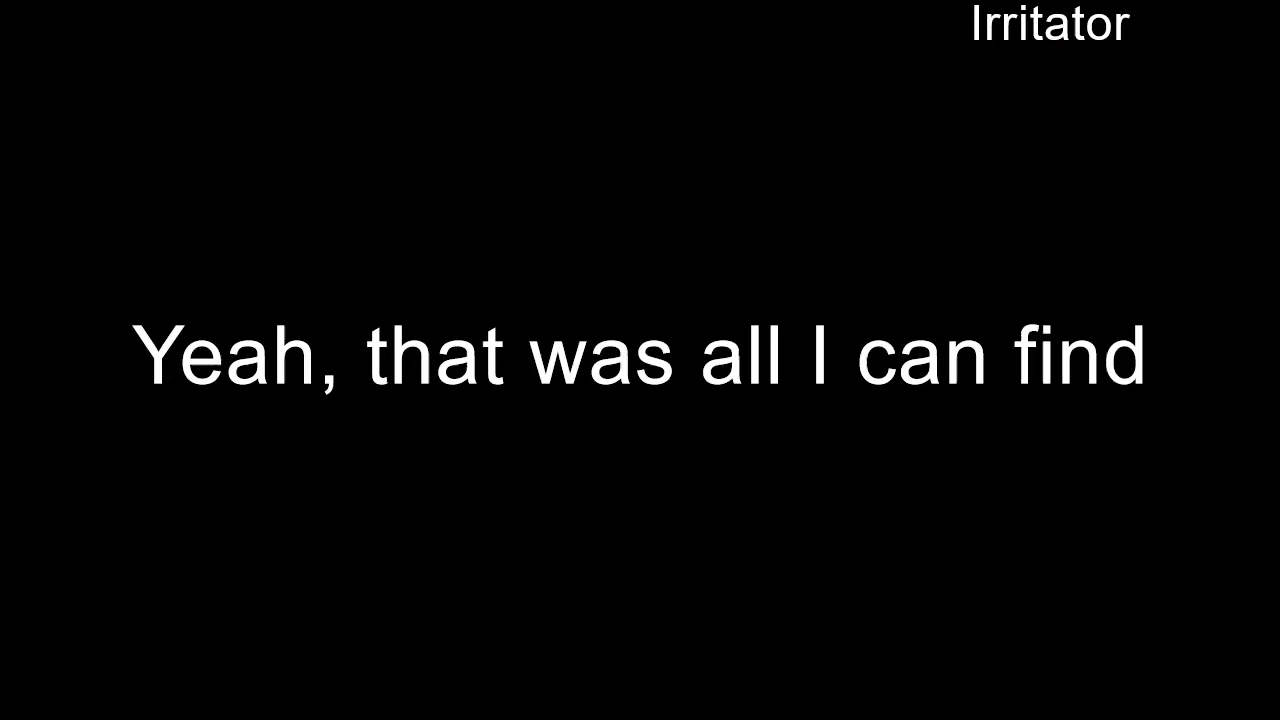 Irritator
Yeah, that was all I can find